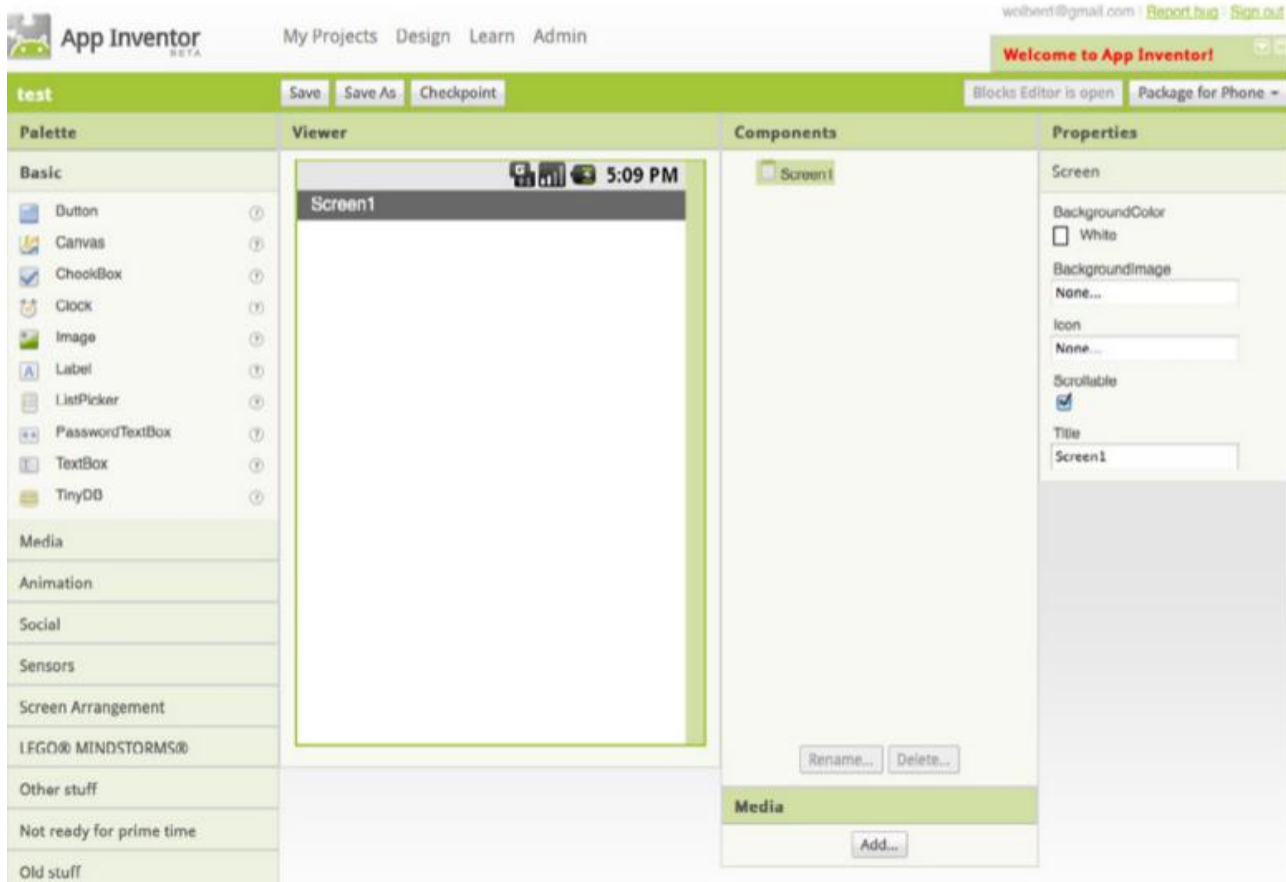 wolberd@gmail.com | Report bug | Sign out
App Inventor
BETA
My Projects Design Learn Admin
Welcome to App Inventor!
test
Save Save As Checkpoint
Blocks Editor is open Package for Phone
Palette
Basic
Button
Canvas
CheckBox
Clock
Image
Label
ListPicker
PasswordTextBox
TextBox
TinyDB
Media
Animation
Social
Sensors
Screen Arrangement
LEGO® MINDSTORMS®
Other stuff
Not ready for prime time
Old stuff
Viewer
5:09 PM
Screen1
Components
Screen1
Rename... Delete...
Media
Add...
Properties
Screen
BackgroundColor
White
BackgroundImage
None...
Icon
None...
Scrollable
Title
Screen1